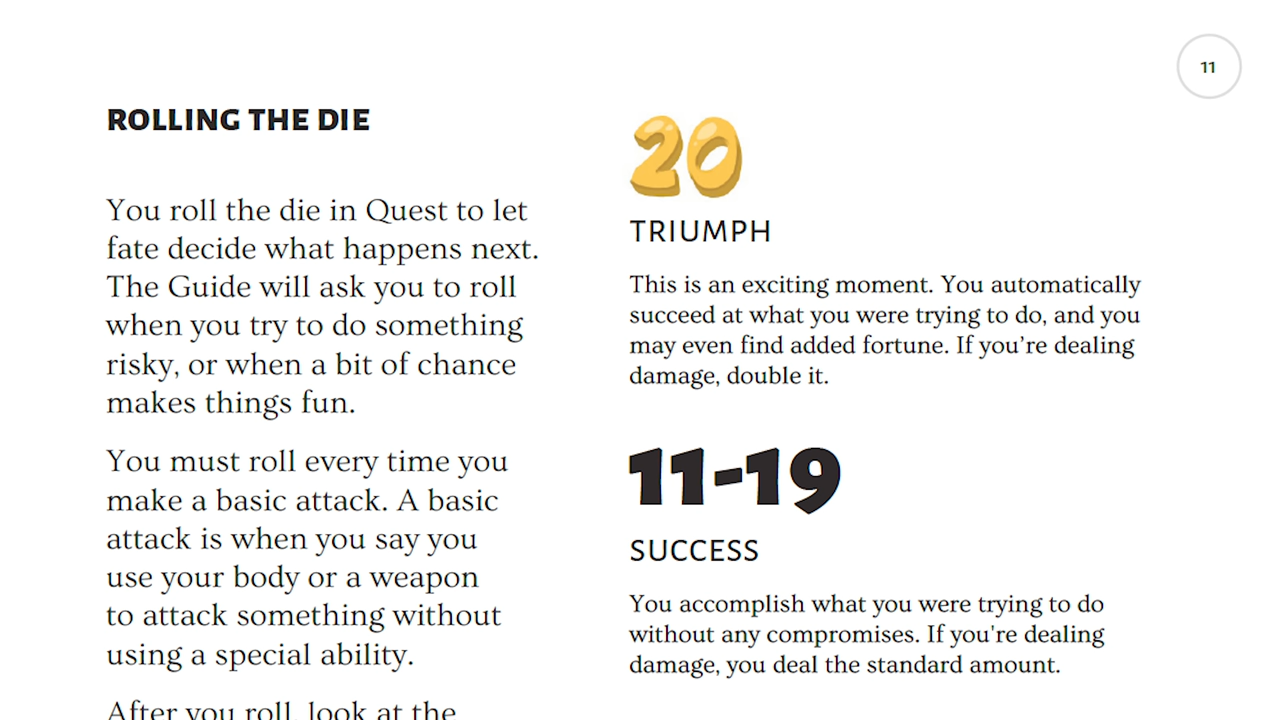 11
ROLLING THE DIE
You roll the die in Quest to let
fate decide what happens next.
The Guide will ask you to roll
when you try to do something
risky, or when a bit of chance
makes things fun.
You must roll every time you
make a basic attack. A basic
attack is when you say you
use your body or a weapon
to attack something without
using a special ability.
After you roll, look at the
20
TRIUMPH
This is an exciting moment. You automatically
succeed at what you were trying to do, and you
may even find added fortune. If you’re dealing
damage, double it.
11-19
SUCCESS
You accomplish what you were trying to do
without any compromises. If you're dealing
damage, you deal the standard amount.